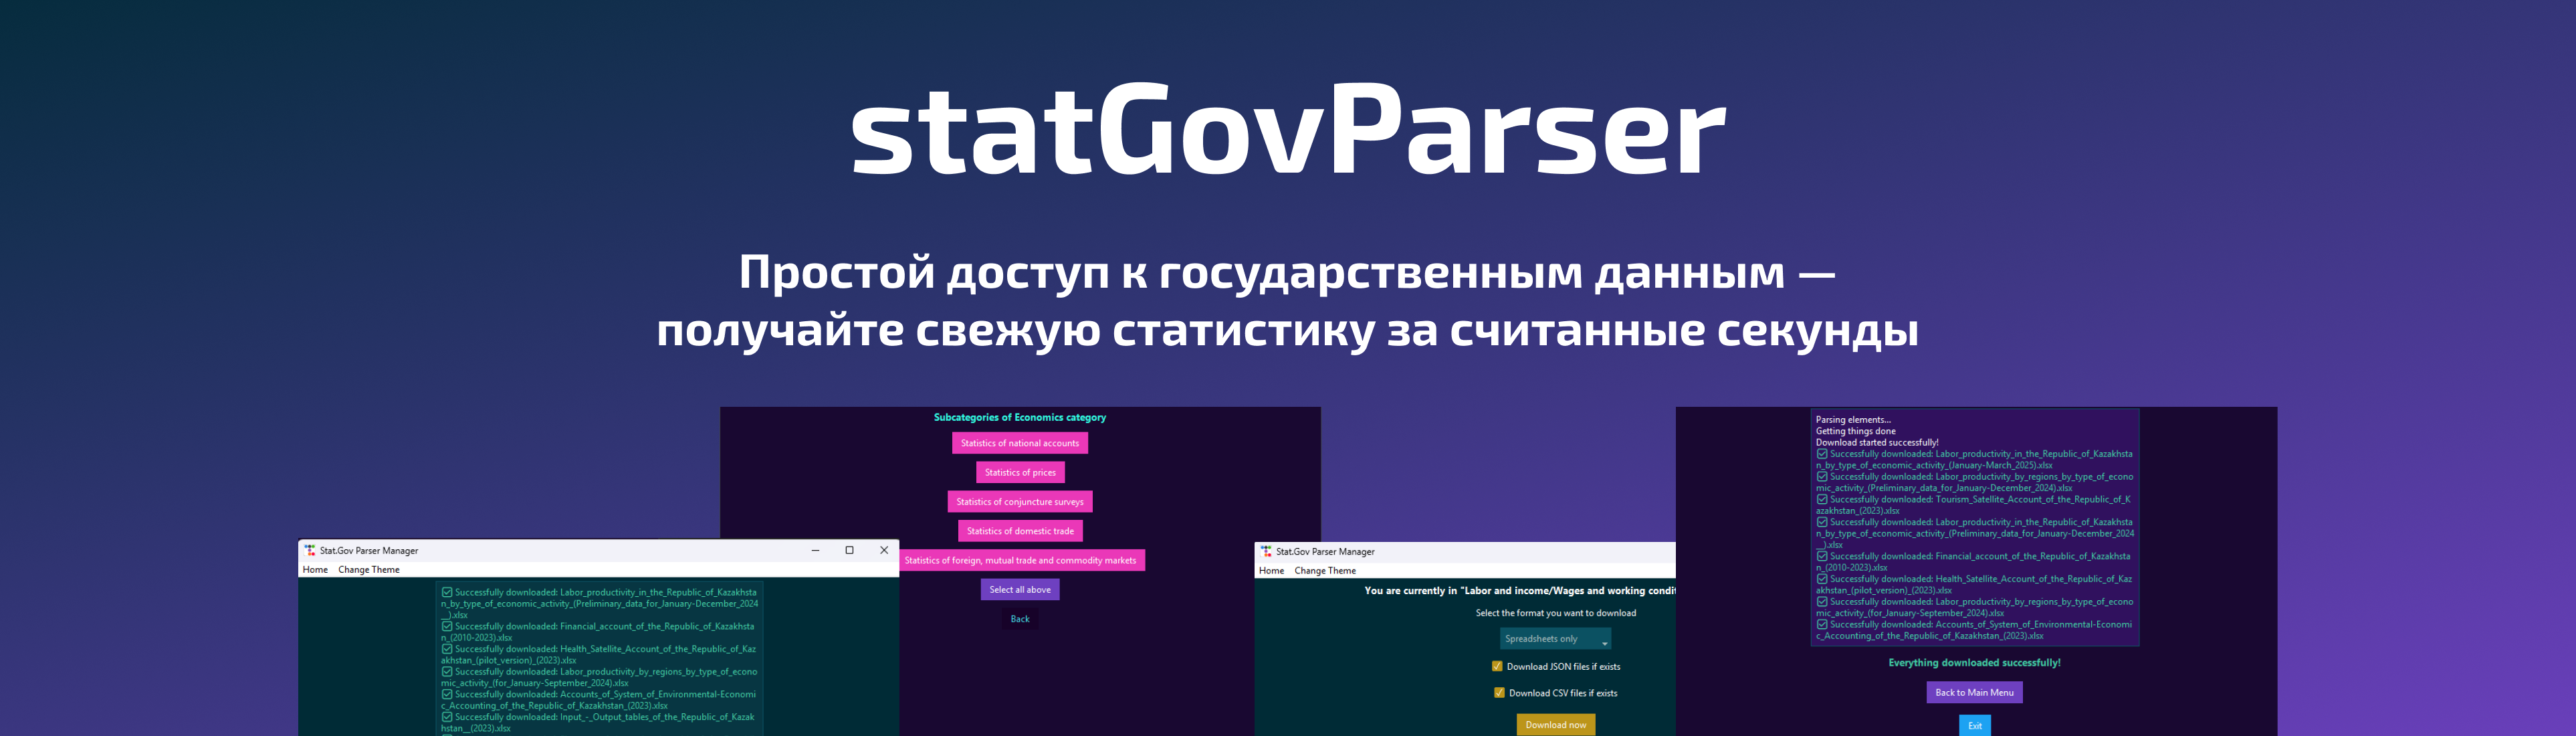 statGovParser
Простой доступ к государственным данным —
получайте свежую статистику за считанные секунды
Subcategories of Economics category
Statistics of national accounts
Statistics of prices
Statistics of conjuncture surveys
Statistics of domestic trade
Statistics of foreign, mutual trade and commodity markets
Select all above
Back
Stat.Gov Parser Manager
Home Change Theme
Successfully downloaded: Labor_productivity_in_the_Republic_of_Kazakhsta
n_by_type_of_economic_activity_(Preliminary_data_for_January-December_2024
__).xlsx
Successfully downloaded: Financial_account_of_the_Republic_of_Kazakhsta
n_(2010-2023).xlsx
Successfully downloaded: Health_Satellite_Account_of_the_Republic_of_Kaz
akhstan_(pilot_version)_(2023).xlsx
Successfully downloaded: Labor_productivity_by_regions_by_type_of_econo
mic_activity_(for_January-September_2024).xlsx
Successfully downloaded: Accounts_of_System_of_Environmental-Economi
c_Accounting_of_the_Republic_of_Kazakhstan_(2023).xlsx
Successfully downloaded: Input_-_Output_tables_of_the_Republic_of_Kazak
hstan__(2023).xlsx
Stat.Gov Parser Manager
Home Change Theme
You are currently in "Labor and income/Wages and working condit
Select the format you want to download
Spreadsheets only
Download JSON files if exists
Download CSV files if exists
Download now
Parsing elements...
Getting things done
Download started successfully!
Successfully downloaded: Labor_productivity_in_the_Republic_of_Kazakhsta
n_by_type_of_economic_activity_(January-March_2025).xlsx
Successfully downloaded: Labor_productivity_by_regions_by_type_of_econo
mic_activity_(Preliminary_data_for_January-December_2024).xlsx
Successfully downloaded: Tourism_Satellite_Account_of_the_Republic_of_K
azakhstan_(2023).xlsx
Successfully downloaded: Labor_productivity_in_the_Republic_of_Kazakhsta
n_by_type_of_economic_activity_(Preliminary_data_for_January-December_2024
__).xlsx
Successfully downloaded: Financial_account_of_the_Republic_of_Kazakhsta
n_(2010-2023).xlsx
Successfully downloaded: Health_Satellite_Account_of_the_Republic_of_Kaz
akhstan_(pilot_version)_(2023).xlsx
Successfully downloaded: Labor_productivity_by_regions_by_type_of_econo
mic_activity_(for_January-September_2024).xlsx
Successfully downloaded: Accounts_of_System_of_Environmental-Economi
c_Accounting_of_the_Republic_of_Kazakhstan_(2023).xlsx
Everything downloaded successfully!
Back to Main Menu
Exit